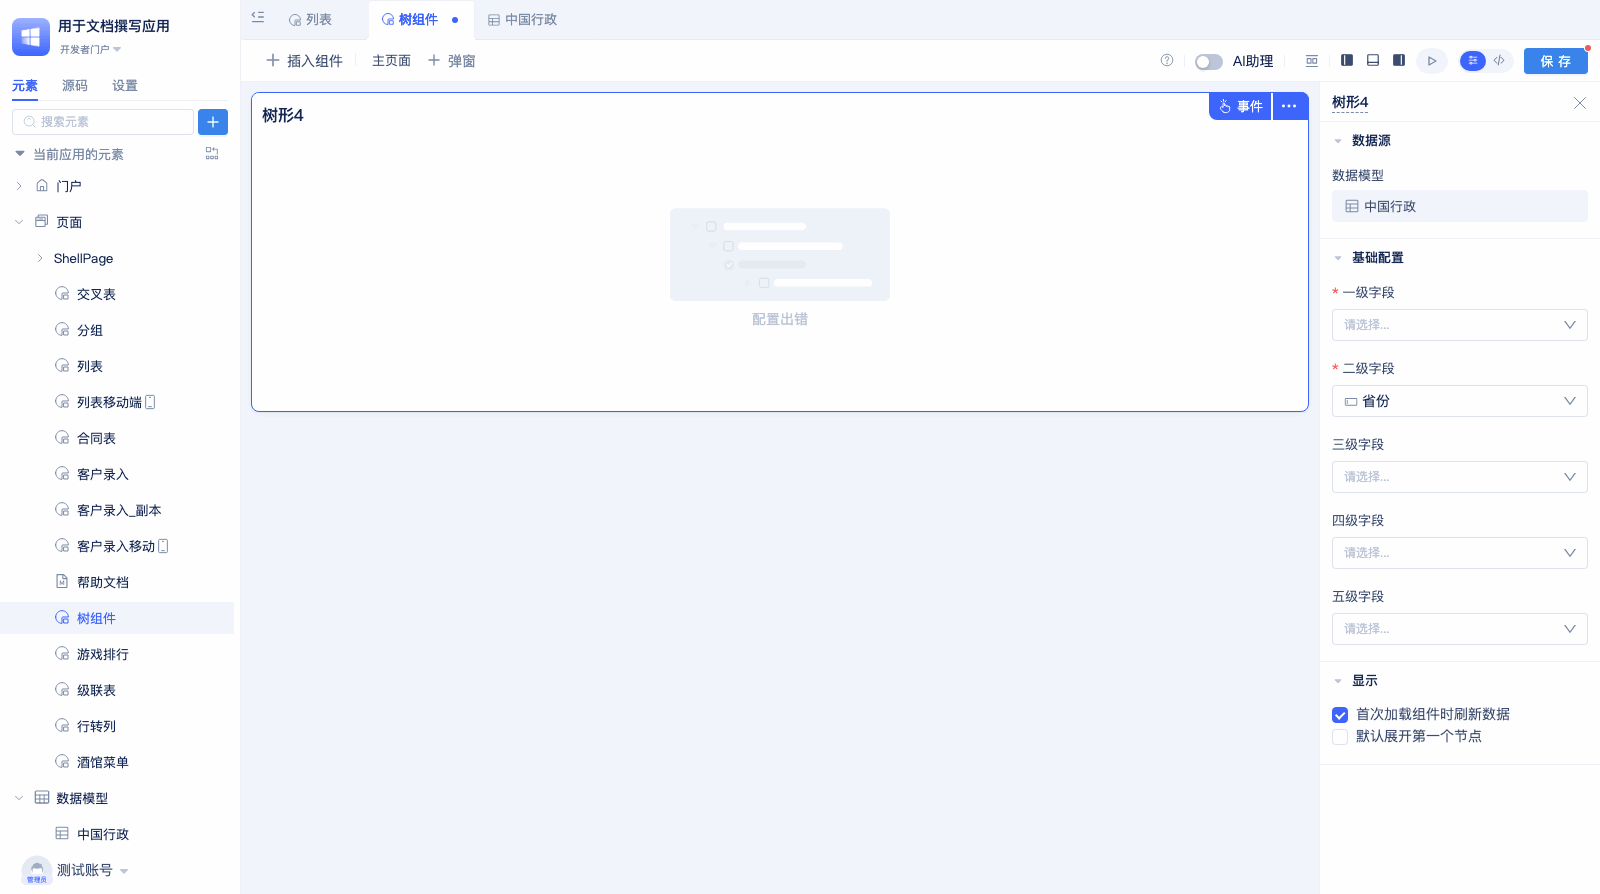 用于文档撰写应用
开发者门户
元素 源码 设置
搜索元素
当前应用的元素
门户
页面
ShellPage
交叉表
分组
列表
列表移动端
合同表
客户录入
客户录入_副本
客户录入移动
帮助文档
树组件
游戏排行
级联表
行转列
酒馆菜单
数据模型
中国行政
测试账号
管理员
列表 树组件 中国行政
插入组件 主页面 弹窗
AI助理
保 存
树形4
事件
配置出错
树形4
数据源
数据模型
中国行政
基础配置
* 一级字段
请选择...
* 二级字段
省份
三级字段
请选择...
四级字段
请选择...
五级字段
请选择...
显示
首次加载组件时刷新数据
默认展开第一个节点